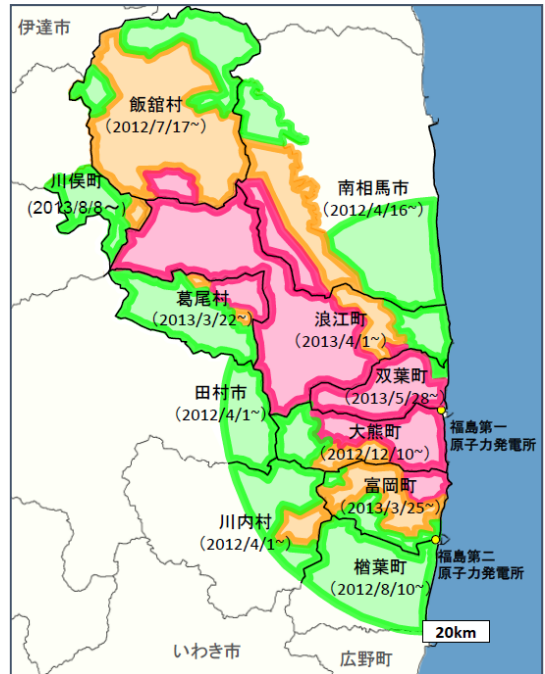 伊達市
飯舘村
（2012/7/17~）
川俣町
(2013/8/8～)
南相馬市
（2012/4/16~）
葛尾村
（2013/3/22~）
浪江町
（2013/4/1~）
双葉町
（2013/5/28~）
田村市
（2012/4/1~）
大熊町
（2012/12/10~）
福島第一
原子力発電所
富岡町
（2013/3/25~）
川内村
（2012/4/1~）
福島第二
原子力発電所
楢葉町
（2012/8/10~）
20km
いわき市
広野町